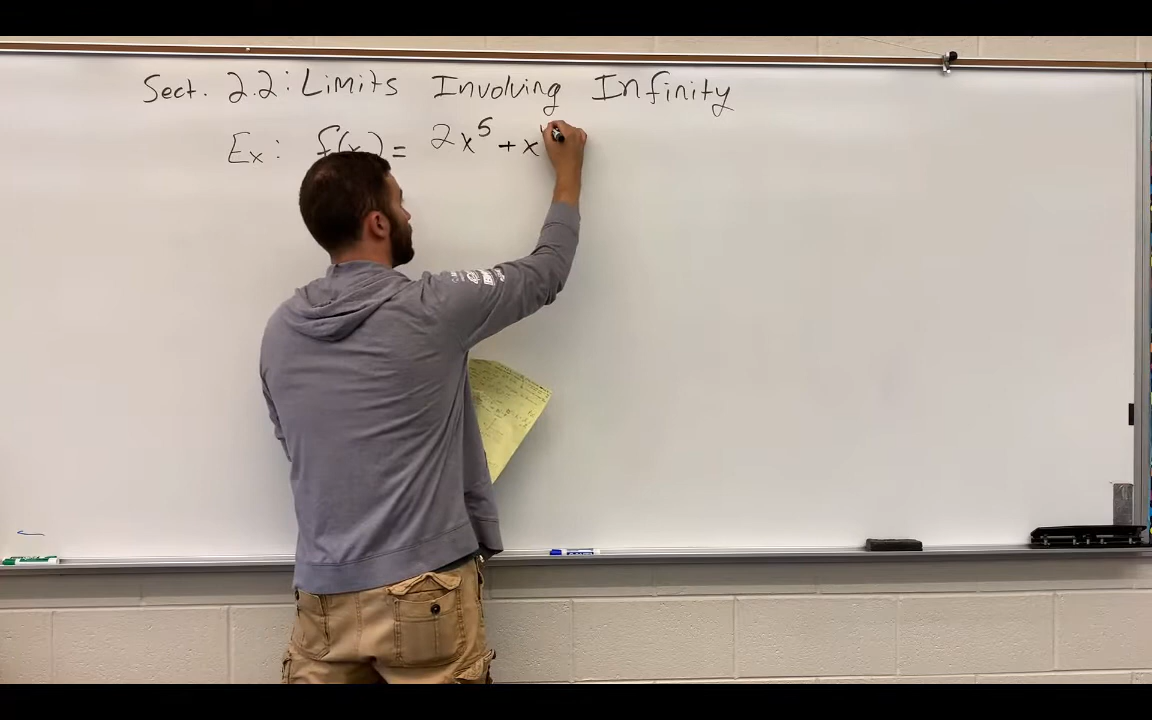 Sect. 2.2: Limits Involving Infinity
Ex: f(x) = 2x⁵ + x